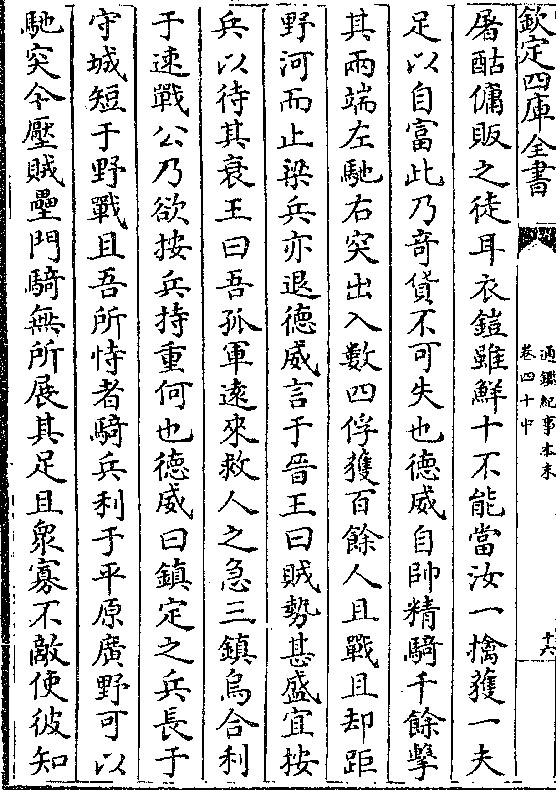 欽定四庫全書
通鑑紀事本末
卷四十中
十六
屠酤傭販之徒耳衣鎧雖鮮十不能當汝一擒獲一夫
足以自富此乃奇貨不可失也德威自帥精騎千餘擊
其兩端左馳右突出入數四俘獲百餘人且戰且却距
野河而止梁兵亦退德威言于晉王曰賊勢甚盛宜按
兵以待其衰王曰吾孤軍遠來救人之急三鎮烏合利
于速戰公乃欲按兵持重何也德威曰鎮定之兵長于
守城短于野戰且吾所恃者騎兵利于平原廣野可以
馳突今壓賊壘門騎無所展其足且衆寡不敵使彼知